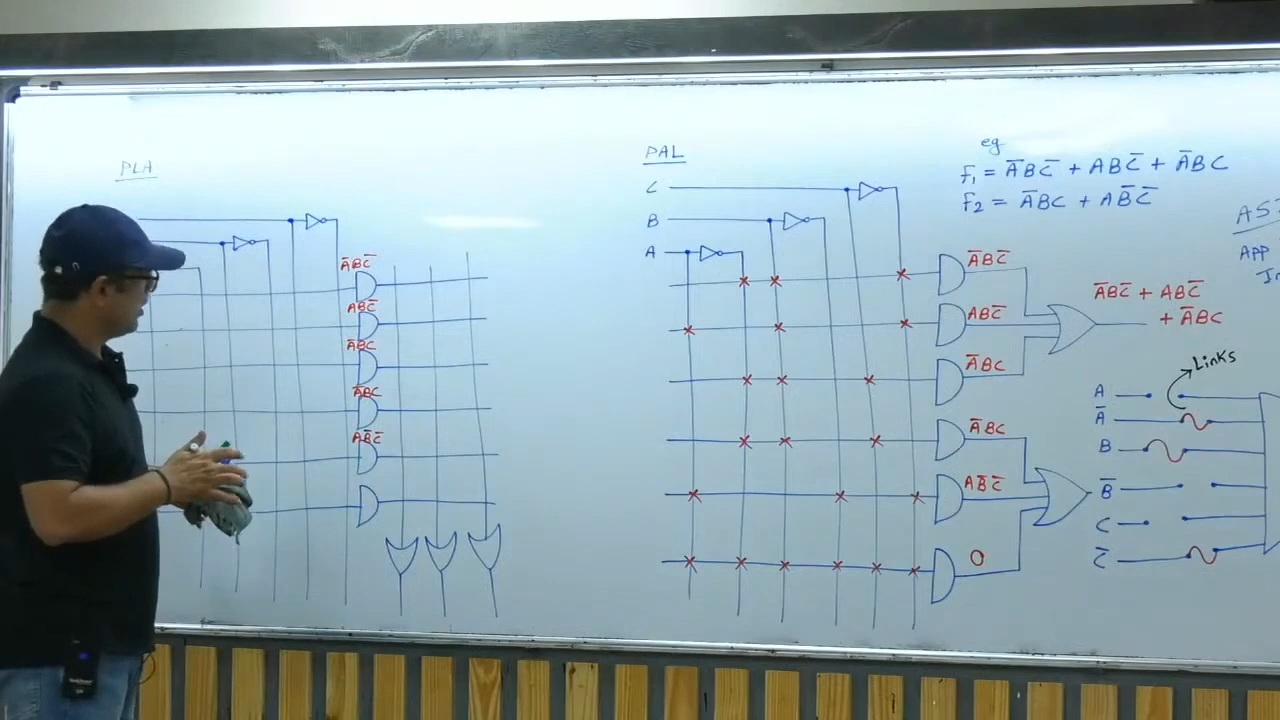 PLA
A̅BC̅
ABC̅
A̅BC
A̅BC
AB̅C̅
PAL
C
B
A
A̅BC̅
ABC̅
A̅BC
A̅BC
AB̅C̅
0
eg
F₁ = A̅BC̅ + ABC̅ + A̅BC
F₂ = A̅BC + AB̅C̅
A̅BC̅ + ABC̅
+ A̅BC
Links
A
A̅
B
B̅
C
C̅
APP